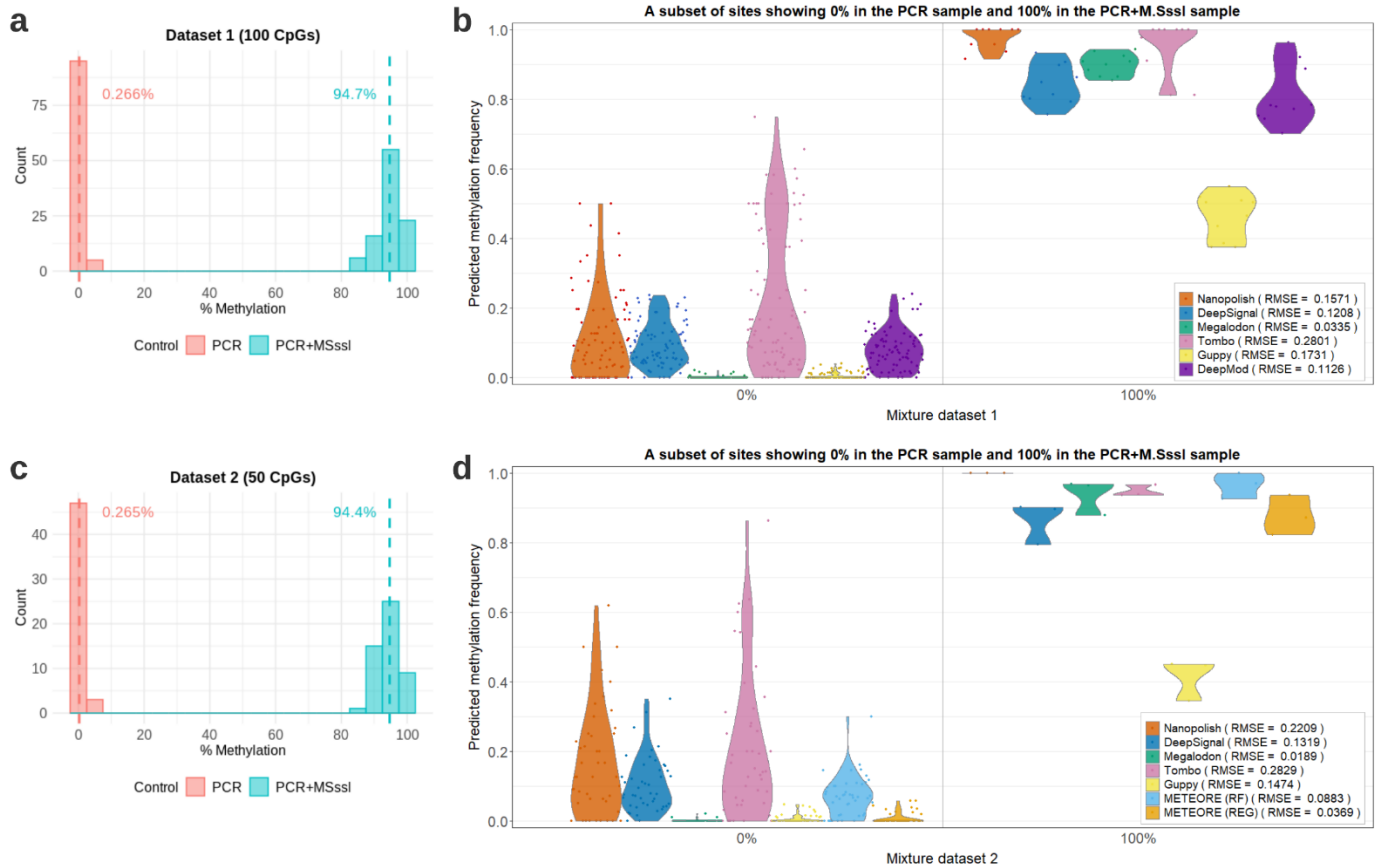 a
Dataset 1 (100 CpGs)
0.266%
94.7%
Count
75
50
25
0
0
20
40
60
80
100
% Methylation
Control
PCR
PCR+MSssI
b
A subset of sites showing 0% in the PCR sample and 100% in the PCR+M.SssI sample
Predicted methylation frequency
1.0
0.8
0.6
0.4
0.2
0.0
Nanopolish ( RMSE = 0.1571 )
DeepSignal ( RMSE = 0.1208 )
Megalodon ( RMSE = 0.0335 )
Tombo ( RMSE = 0.2801 )
Guppy ( RMSE = 0.1731 )
DeepMod ( RMSE = 0.1126 )
0%
100%
Mixture dataset 1
c
Dataset 2 (50 CpGs)
0.265%
94.4%
Count
40
30
20
10
0
0
20
40
60
80
100
% Methylation
Control
PCR
PCR+MSssI
d
A subset of sites showing 0% in the PCR sample and 100% in the PCR+M.SssI sample
Predicted methylation frequency
1.0
0.8
0.6
0.4
0.2
0.0
Nanopolish ( RMSE = 0.2209 )
DeepSignal ( RMSE = 0.1319 )
Megalodon ( RMSE = 0.0189 )
Tombo ( RMSE = 0.2829 )
Guppy ( RMSE = 0.1474 )
METEORE (RF) ( RMSE = 0.0883 )
METEORE (REG) ( RMSE = 0.0369 )
0%
100%
Mixture dataset 2